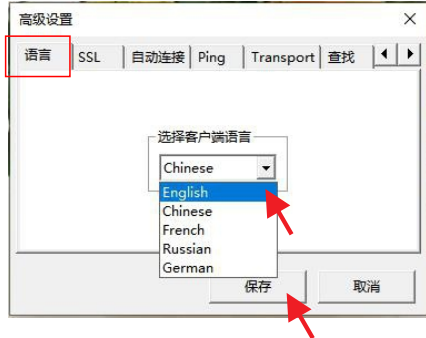 高级设置
语言 SSL 自动连接 Ping Transport 查找
选择客户端语言
Chinese
English
Chinese
French
Russian
German
保存 取消